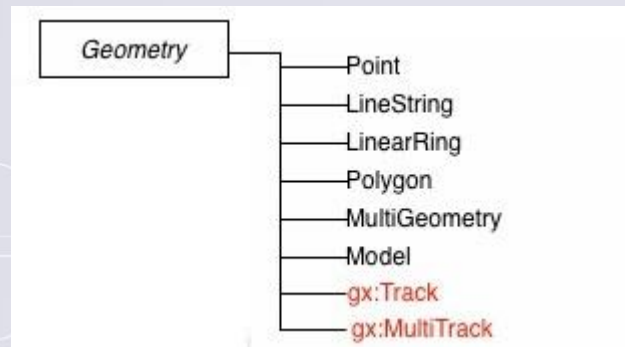 Geometry
Point
LineString
LinearRing
Polygon
MultiGeometry
Model
gx:Track
gx:MultiTrack